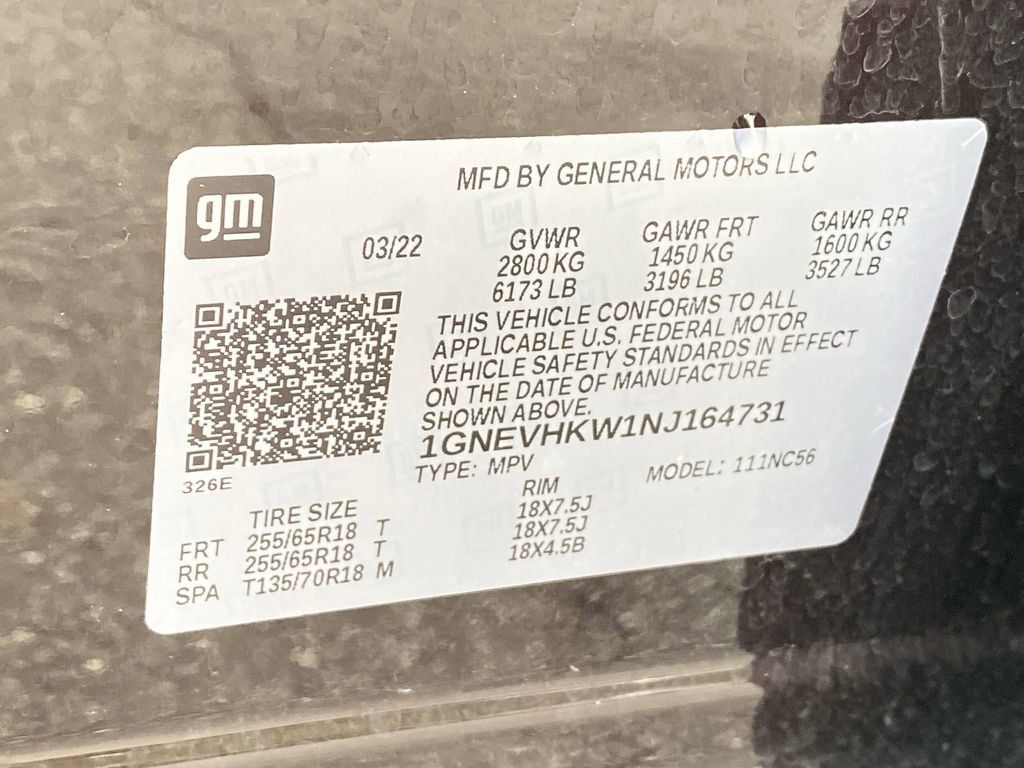 gm
MFD BY GENERAL MOTORS LLC
03/22
GVWR
2800 KG
6173 LB
GAWR FRT
1450 KG
3196 LB
GAWR RR
1600 KG
3527 LB
THIS VEHICLE CONFORMS TO ALL
APPLICABLE U.S. FEDERAL MOTOR
VEHICLE SAFETY STANDARDS IN EFFECT
ON THE DATE OF MANUFACTURE
SHOWN ABOVE.
1GNEVHKW1NJ164731
TYPE: MPV MODEL: 111NC56
326E
TIRE SIZE RIM
FRT 255/65R18 T 18X7.5J
RR 255/65R18 T 18X7.5J
SPA T135/70R18 M 18X4.5B